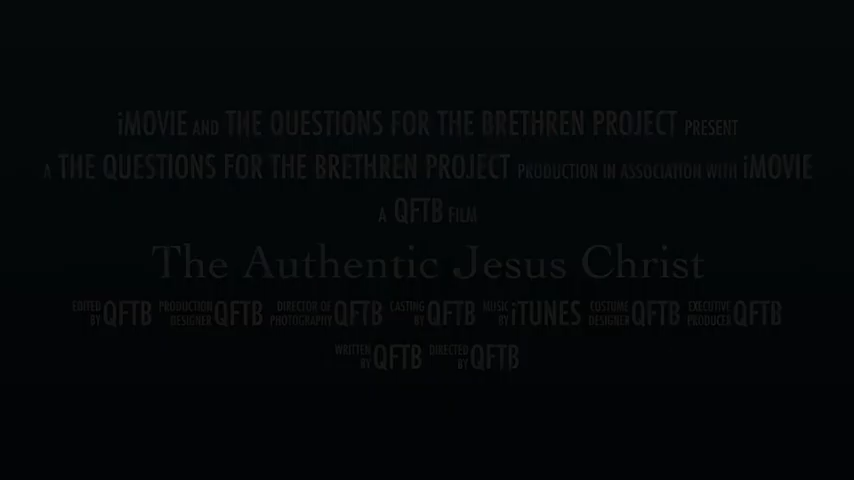 iMOVIE AND THE QUESTIONS FOR THE BRETHREN PROJECT PRESENT
A THE QUESTIONS FOR THE BRETHREN PROJECT PRODUCTION IN ASSOCIATION WITH iMOVIE
A QFTB FILM
The Authentic Jesus Christ
EDITED BY QFTB PRODUCTION DESIGNER QFTB DIRECTOR OF PHOTOGRAPHY QFTB CASTING BY QFTB MUSIC BY iTUNES COSTUME DESIGNER QFTB EXECUTIVE PRODUCER QFTB
WRITTEN BY QFTB DIRECTED BY QFTB